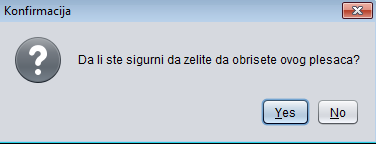 Konfirmacija
Da li ste sigurni da zelite da obrisete ovog plesaca?
Yes No